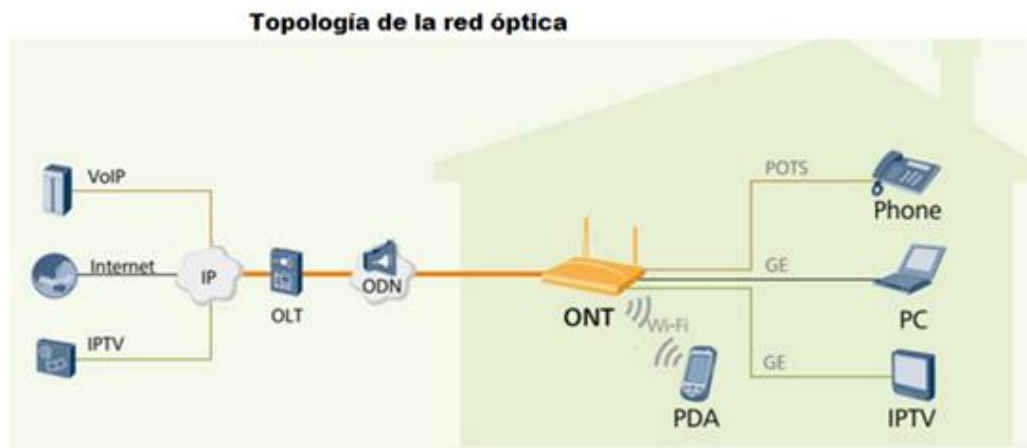 Topología de la red óptica
VoIP
Internet
IPTV
IP
OLT
ODN
ONT
Wi-Fi
PDA
POTS
Phone
GE
PC
GE
IPTV